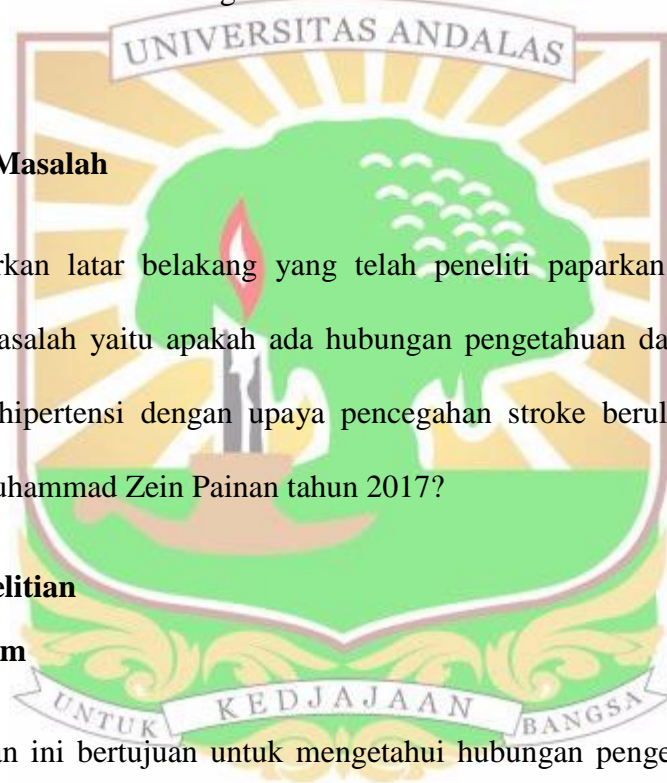 UNIVERSITAS ANDALAS
Masalah
rkan latar belakang yang telah peneliti paparkan
asalah yaitu apakah ada hubungan pengetahuan da
hipertensi dengan upaya pencegahan stroke berul
uhammad Zein Painan tahun 2017?
elitian
m
UNTUK KEDJAJAAN BANGSA
an ini bertujuan untuk mengetahui hubungan penge